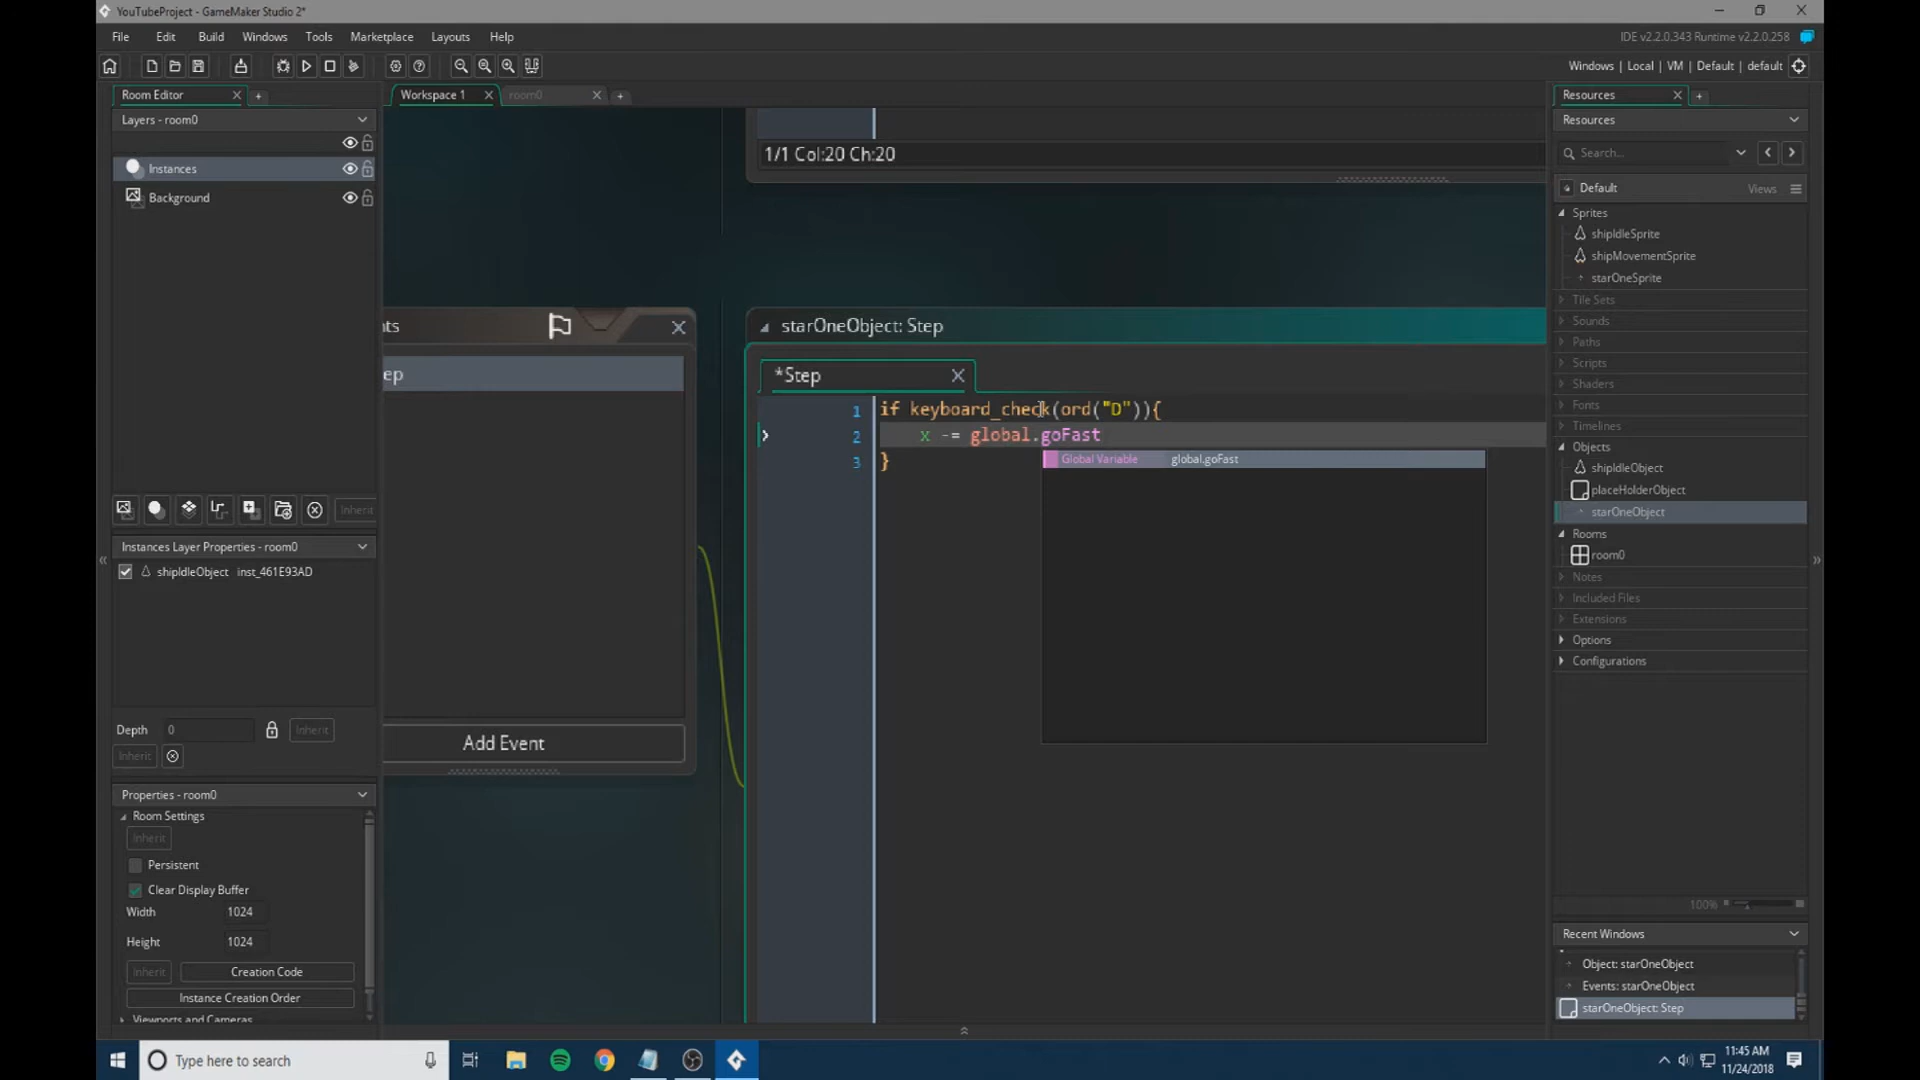 YouTubeProject - GameMaker Studio 2*
File Edit Build Windows Tools Marketplace Layouts Help
IDE v2.2.0.343 Runtime v2.2.0.258
Windows | Local | VM | Default | default
Room Editor
Layers - room0
Instances
Background
Inherit
Instances Layer Properties - room0
shipIdleObject inst_461E93AD
Depth 0 Inherit
Inherit
Properties - room0
Room Settings
Inherit
Persistent
Clear Display Buffer
Width 1024
Height 1024
Inherit Creation Code
Instance Creation Order
Viewports and Cameras
Workspace 1 room0
1/1 Col:20 Ch:20
nts
ep
Add Event
starOneObject: Step
*Step
1 if keyboard_check(ord("D")){
2 x -= global.goFast
3 }
Global Variable global.goFast
Resources
Resources
Search...
Default Views
Sprites
shipIdleSprite
shipMovementSprite
starOneSprite
Tile Sets
Sounds
Paths
Scripts
Shaders
Fonts
Timelines
Objects
shipIdleObject
placeHolderObject
starOneObject
Rooms
room0
Notes
Included Files
Extensions
Options
Configurations
100%
Recent Windows
Object: starOneObject
Events: starOneObject
starOneObject: Step
Type here to search
11:45 AM
11/24/2018